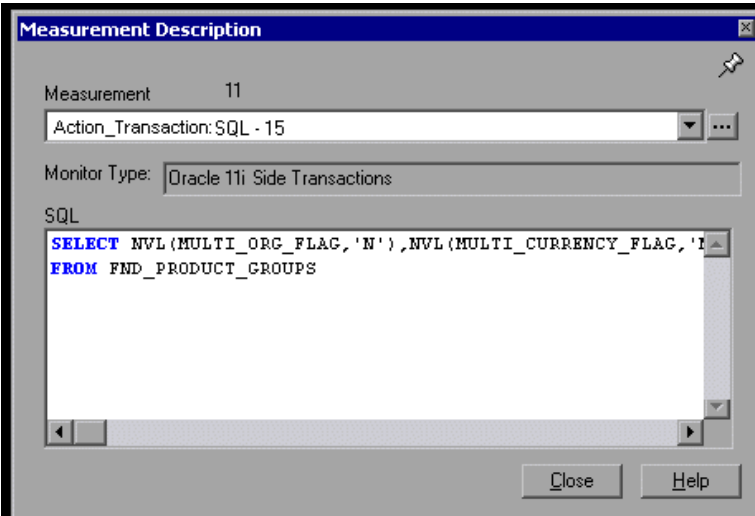 Measurement Description
Measurement 11
Action_Transaction:SQL - 15
...
Monitor Type: Oracle 11i Side Transactions
SQL
SELECT NVL(MULTI_ORG_FLAG,'N'),NVL(MULTI_CURRENCY_FLAG,'
FROM FND_PRODUCT_GROUPS
Close Help